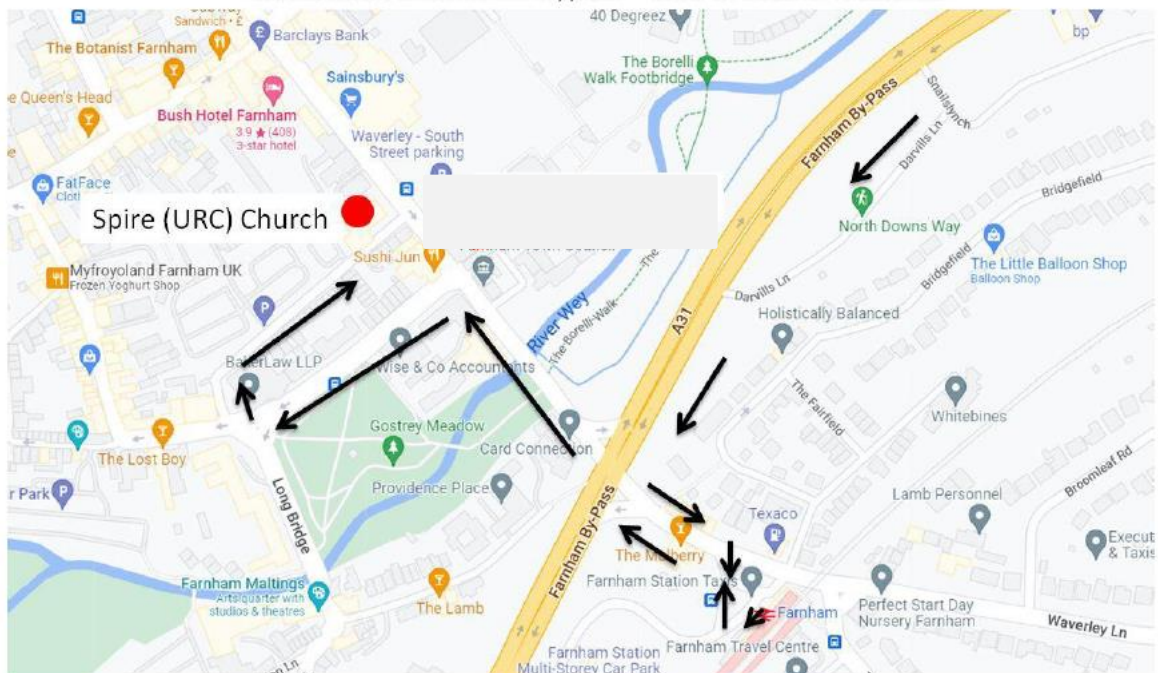 Sandwich · £
The Botanist Farnham
Barclays Bank
40 Degreez
bp
The Borelli
Walk Footbridge
Sainsbury's
e Queen's Head
Bush Hotel Farnham
3.9 ★ (408)
3-star hotel
Waverley - South
Street parking
Farnham By-Pass
Snailslynch
Darvills Ln
Bridgefield
FatFace
Spire (URC) Church
North Downs Way
Sushi Jun
The Little Balloon Shop
Balloon Shop
Bridgefield
Myfroyoland Farnham UK
Frozen Yoghurt Shop
River Wey
The Borelli-Walk
A31
Darvills Ln
Holistically Balanced
BakerLaw LLP
Wise & Co Accountants
The Fairfield
Whitebines
Gostrey Meadow
Card Connection
The Lost Boy
Broomleaf Rd
r Park
Long Bridge
Providence Place
Farnham By-Pass
Lamb Personnel
Texaco
The Mulberry
Execut
& Taxis
Farnham Maltings
Arts quarter with
studios & theatres
The Lamb
Farnham Station Taxis
Farnham
Perfect Start Day
Nursery Farnham
Waverley Ln
Farnham Travel Centre
Farnham Station
Multi-Storey Car Park